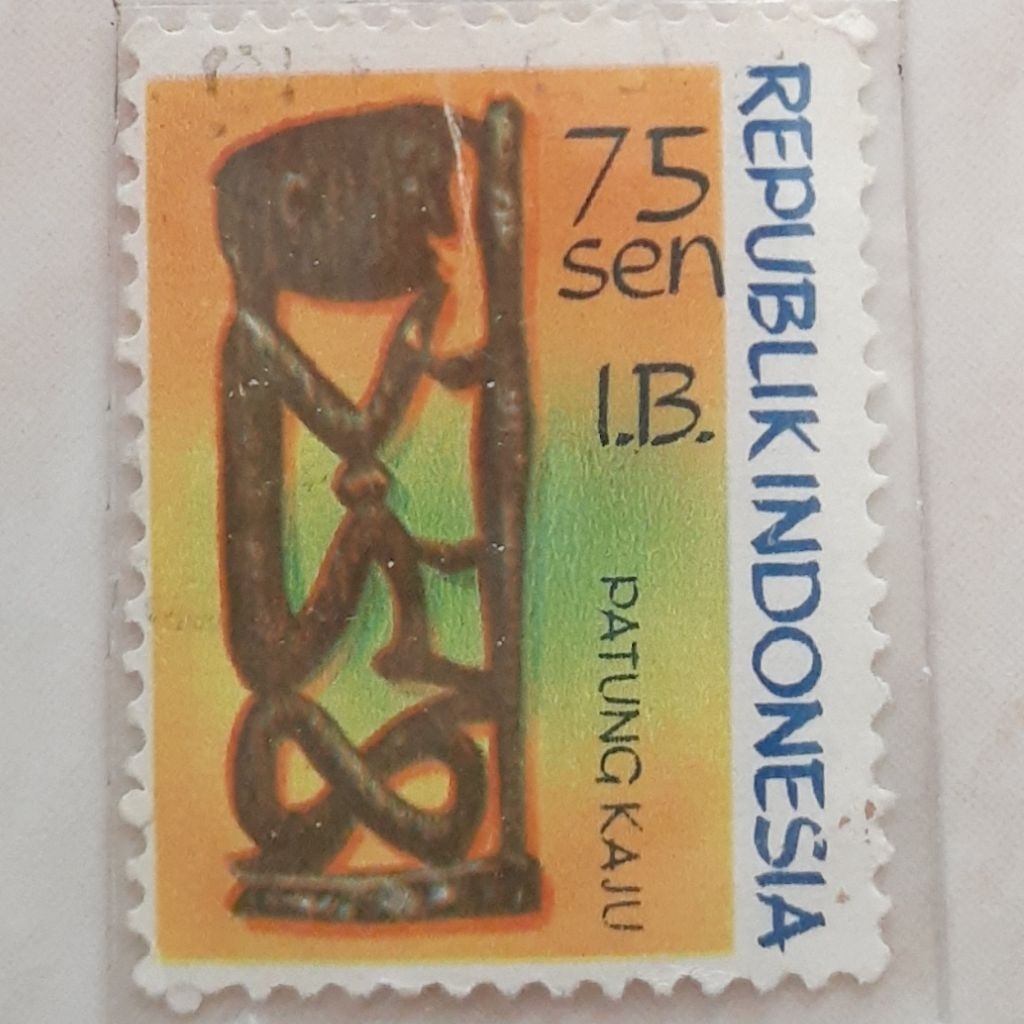 75
sen
I.B.
PATUNG KAJU
REPUBLIK INDONESIA